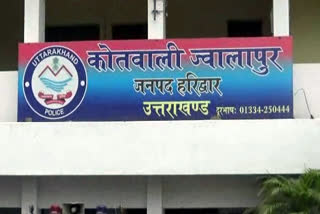 UTTARAKHAND
POLICE
कोतवाली ज्वालापुर
जनपद हरिद्वार
उत्तराखण्ड दूरभाष: 01334-250444